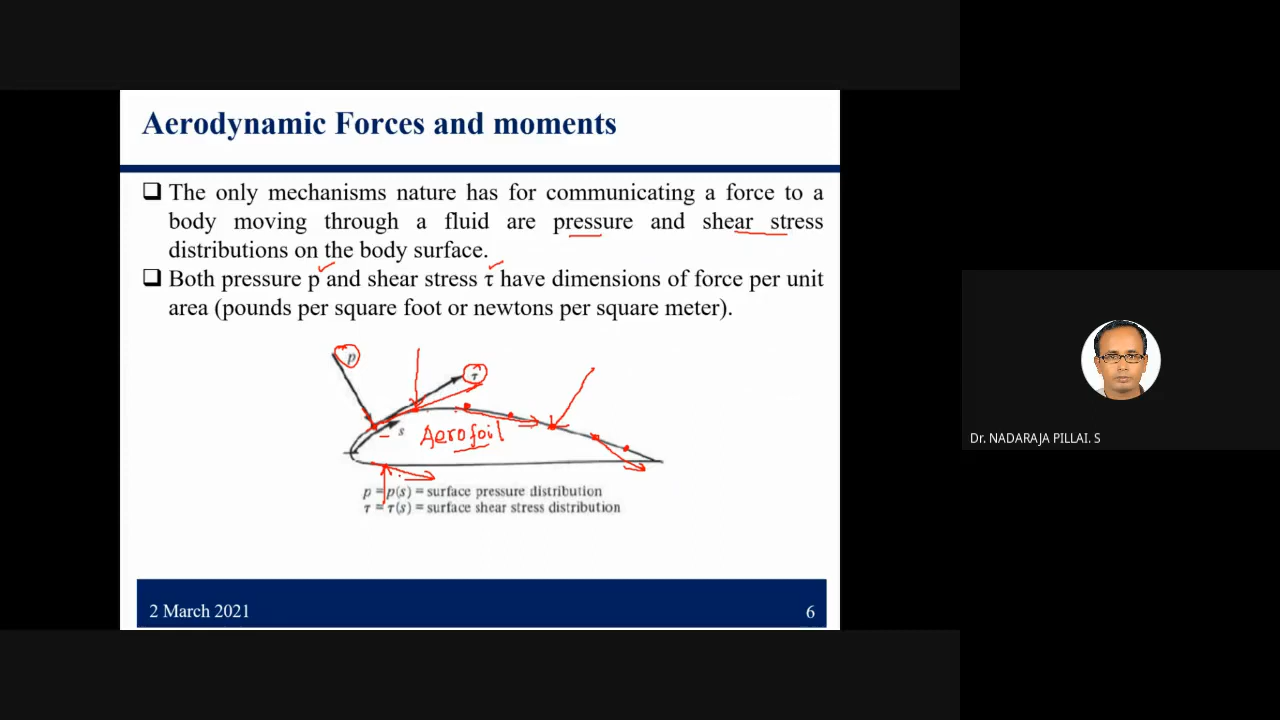 Aerodynamic Forces and moments
❑ The only mechanisms nature has for communicating a force to a
body moving through a fluid are pressure and shear stress
distributions on the body surface.
❑ Both pressure p and shear stress τ have dimensions of force per unit
area (pounds per square foot or newtons per square meter).
p
τ
s
Aerofoil
p = p(s) = surface pressure distribution
τ = τ(s) = surface shear stress distribution
2 March 2021
6
Dr. NADARAJA PILLAI. S